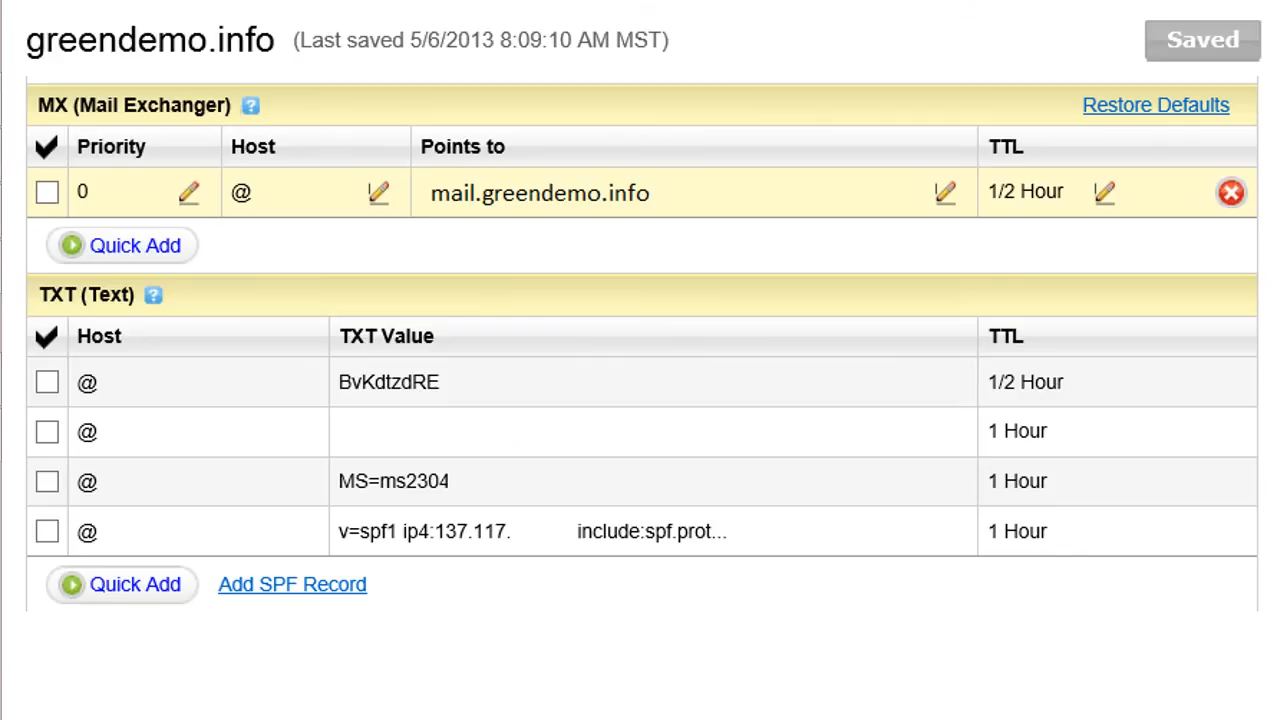 greendemo.info (Last saved 5/6/2013 8:09:10 AM MST) Saved
MX (Mail Exchanger) ? Restore Defaults
Priority Host Points to TTL
0 @ mail.greendemo.info 1/2 Hour
Quick Add
TXT (Text) ?
Host TXT Value TTL
@ BvKdtzdRE 1/2 Hour
@ 1 Hour
@ MS=ms2304 1 Hour
@ v=spf1 ip4:137.117. include:spf.prot... 1 Hour
Quick Add Add SPF Record